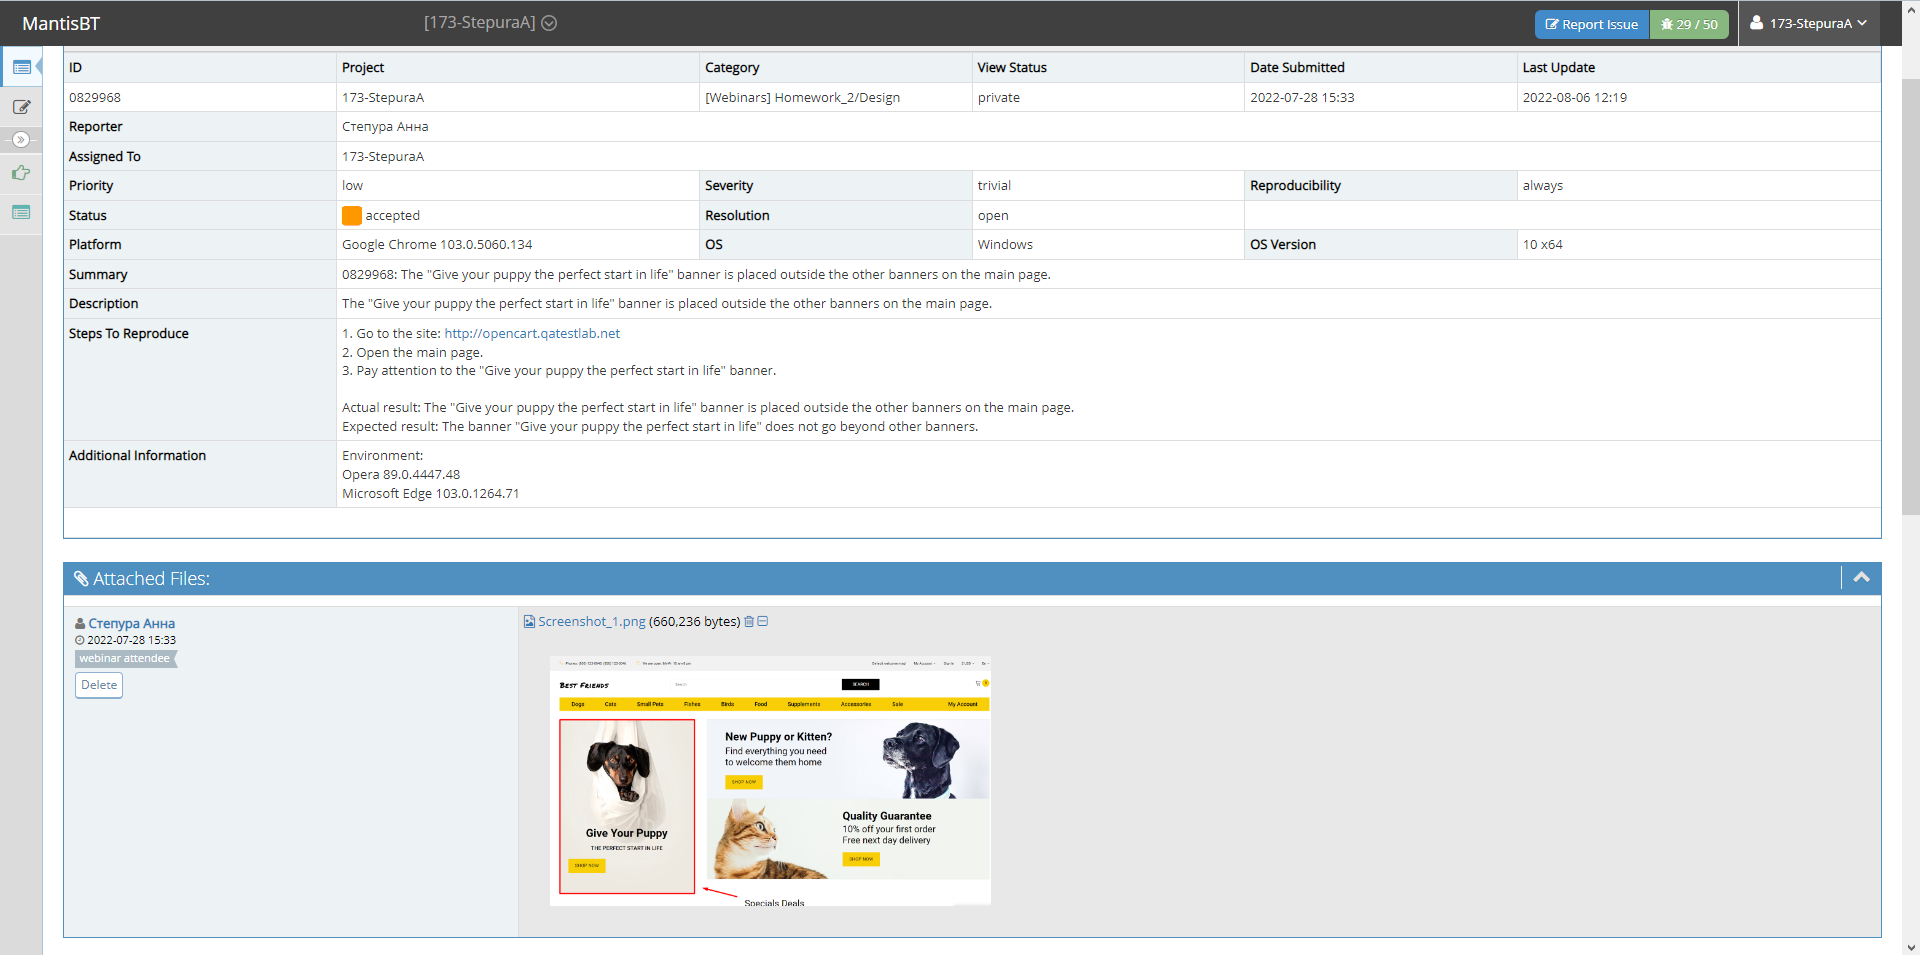 MantisBT
[173-StepuraA]
Report Issue
29 / 50
173-StepuraA
ID Project Category View Status Date Submitted Last Update
0829968 173-StepuraA [Webinars] Homework_2/Design private 2022-07-28 15:33 2022-08-06 12:19
Reporter Степура Анна
Assigned To 173-StepuraA
Priority low Severity trivial Reproducibility always
Status accepted Resolution open
Platform Google Chrome 103.0.5060.134 OS Windows OS Version 10 x64
Summary 0829968: The "Give your puppy the perfect start in life" banner is placed outside the other banners on the main page.
Description The "Give your puppy the perfect start in life" banner is placed outside the other banners on the main page.
Steps To Reproduce 1. Go to the site: http://opencart.qatestlab.net
2. Open the main page.
3. Pay attention to the "Give your puppy the perfect start in life" banner.
Actual result: The "Give your puppy the perfect start in life" banner is placed outside the other banners on the main page.
Expected result: The banner "Give your puppy the perfect start in life" does not go beyond other banners.
Additional Information Environment:
Opera 89.0.4447.48
Microsoft Edge 103.0.1264.71
Attached Files:
Степура Анна
2022-07-28 15:33
webinar attendee
Delete
Screenshot_1.png (660,236 bytes)
My Account
BEST FRIENDS Search SEARCH
Dogs Cats Small Pets Fishes Birds Food Supplements Accessories Sale My Account
Give Your Puppy
THE PERFECT START IN LIFE
SHOP NOW
New Puppy or Kitten?
Find everything you need
to welcome them home
SHOP NOW
Quality Guarantee
10% off your first order
Free next day delivery
SHOP NOW
Specials Deals